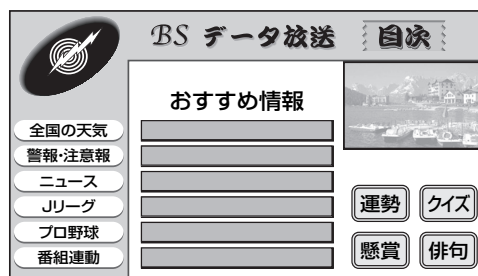 BS データ放送 目次
おすすめ情報
全国の天気
警報・注意報
ニュース
Jリーグ
プロ野球
番組連動
運勢 クイズ
懸賞 俳句